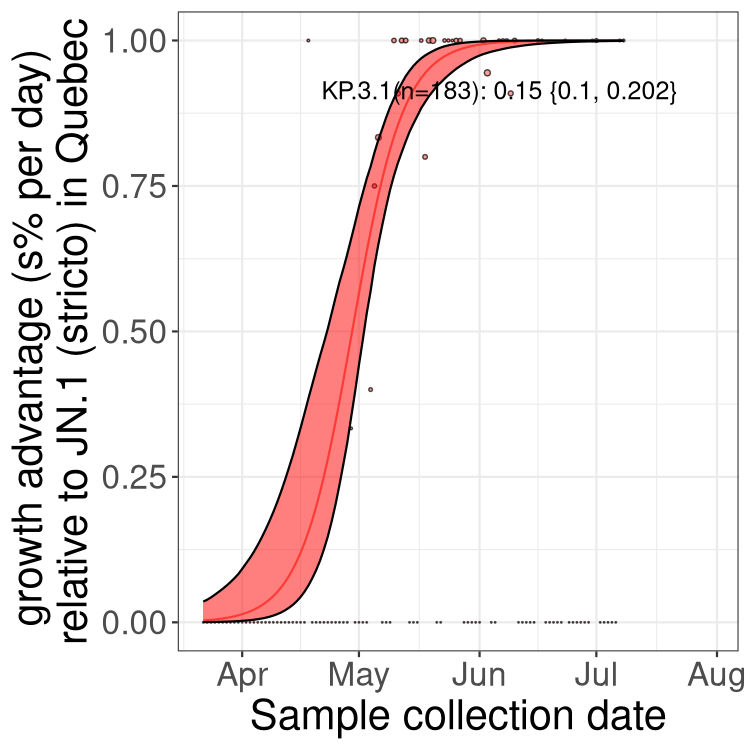 growth advantage (s% per day)
relative to JN.1 (stricto) in Quebec
1.00
0.75
0.50
0.25
0.00
KP.3.1(n=183): 0.15 {0.1, 0.202}
Apr May Jun Jul Aug
Sample collection date